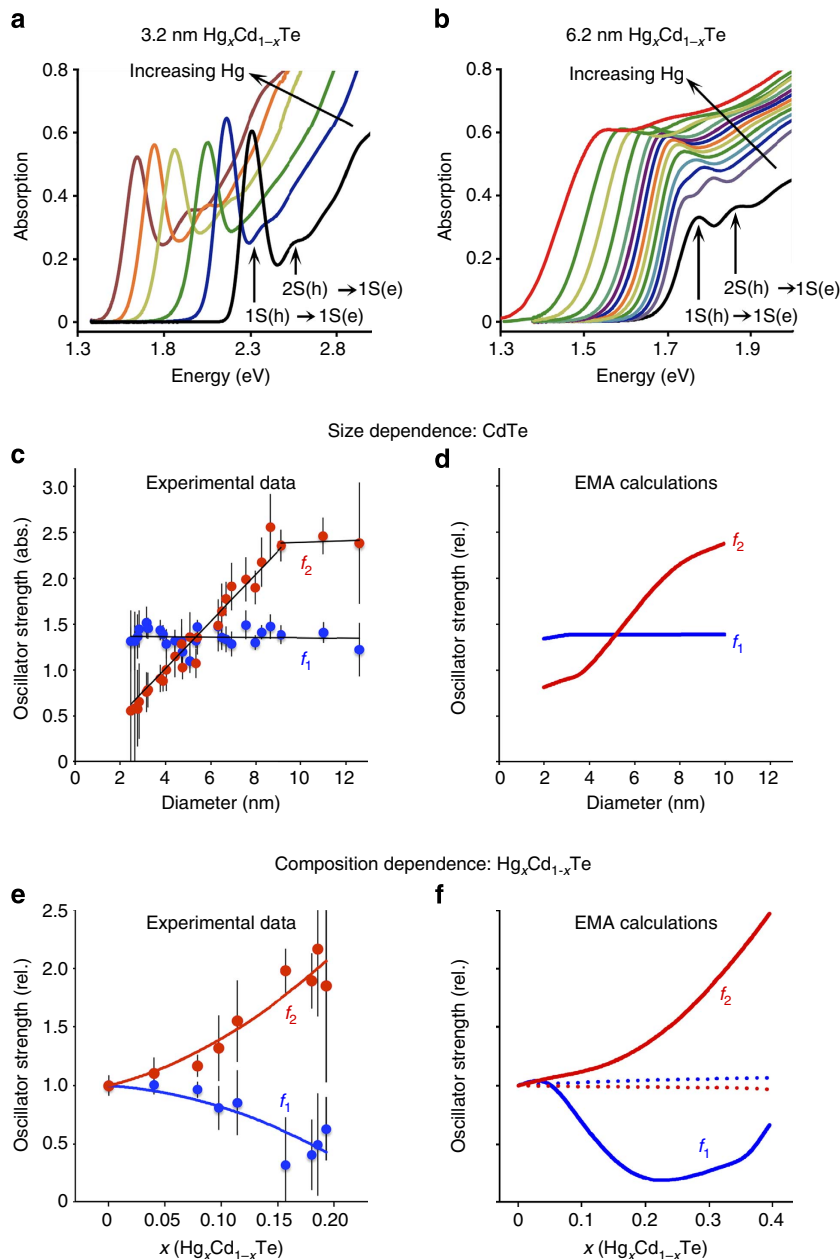 a
3.2 nm HgxCd1–xTe
Increasing Hg
0.8
0.6
0.4
0.2
0
Absorption
2S(h) →1S(e)
1S(h)→1S(e)
1.3 1.8 2.3 2.8
Energy (eV)
b
6.2 nm HgxCd1–xTe
Increasing Hg
0.8
0.6
0.4
0.2
0
Absorption
2S(h) →1S(e)
1S(h)→1S(e)
1.3 1.5 1.7 1.9
Energy (eV)
Size dependence: CdTe
c
Experimental data
3.0
2.5
2.0
1.5
1.0
0.5
0
Oscillator strength (abs.)
f2
f1
0 2 4 6 8 10 12
Diameter (nm)
d
EMA calculations
Oscillator strength (rel.)
f2
f1
0 2 4 6 8 10 12
Diameter (nm)
Composition dependence: HgxCd1-xTe
e
Experimental data
2.5
2.0
1.5
1.0
0.5
0
Oscillator strength (rel.)
f2
f1
0 0.05 0.10 0.15 0.20
x (HgxCd1–xTe)
f
EMA calculations
Oscillator strength (rel.)
f2
f1
0 0.1 0.2 0.3 0.4
x (HgxCd1–xTe)